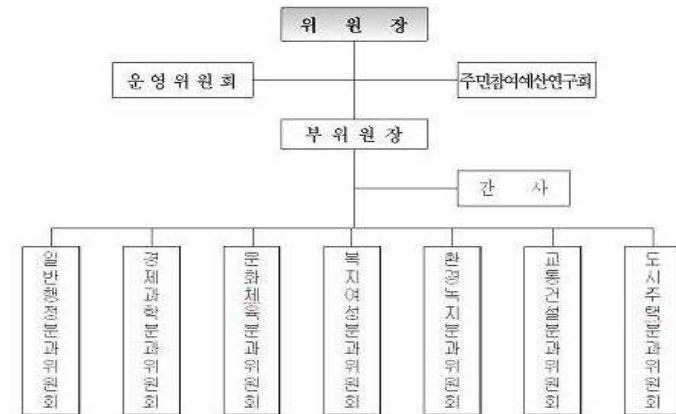 위 원 장
운 영 위 원 회
주민참여예산연구회
부 위 원 장
간 사
일반행정분과위원회
경제과학분과위원회
문화체육분과위원회
복지여성분과위원회
환경녹지분과위원회
교통건설분과위원회
도시주택분과위원회